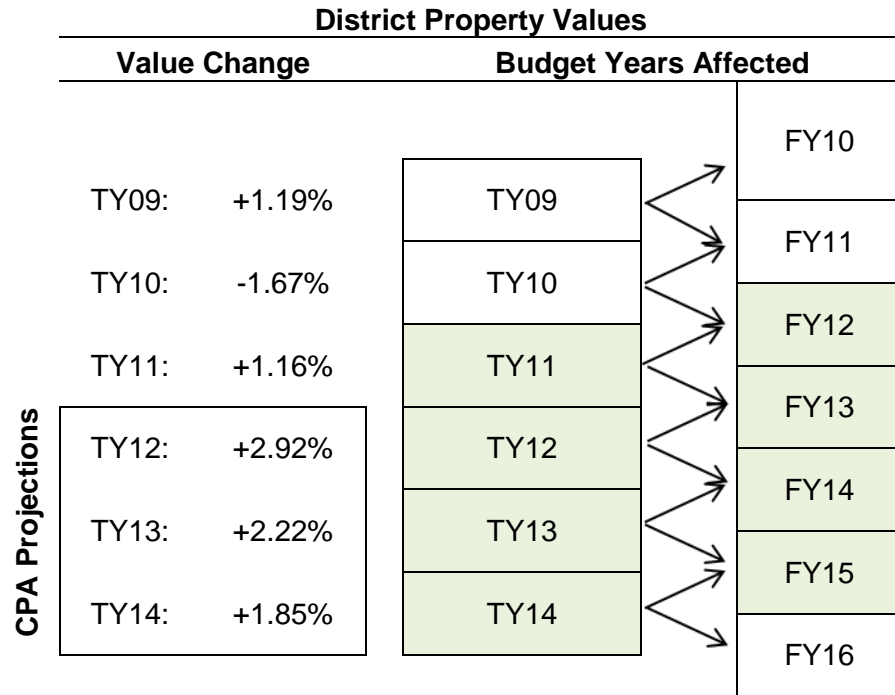 District Property Values
Value Change Budget Years Affected
FY10
TY09: +1.19% TY09
FY11
TY10: -1.67% TY10
FY12
TY11: +1.16% TY11
FY13
TY12: +2.92% TY12
FY14
TY13: +2.22% TY13
FY15
TY14: +1.85% TY14
FY16
CPA Projections